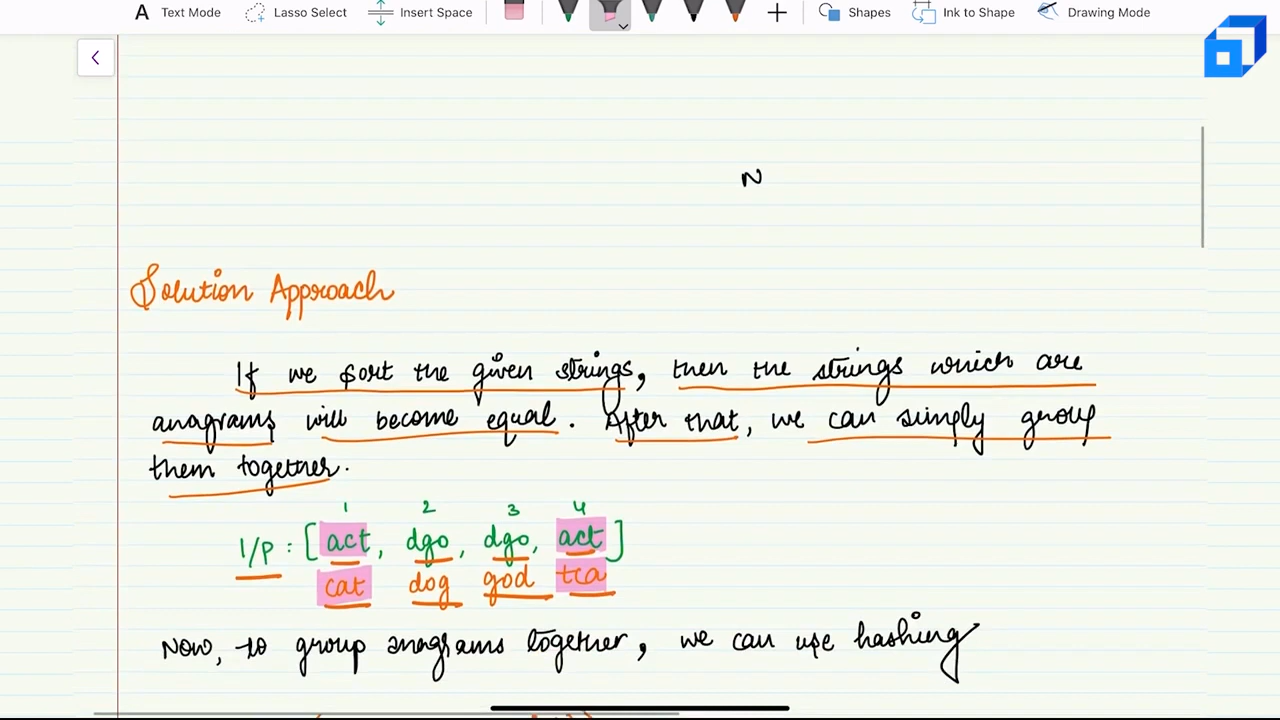 A Text Mode Lasso Select Insert Space Shapes Ink to Shape Drawing Mode
N
Solution Approach
If we sort the given strings, then the strings which are
anagrams will become equal. After that, we can simply group
them together.
1 2 3 4
I/P : [act, dgo, dgo, act]
cat dog god tca
Now, to group anagrams together, we can use hashing